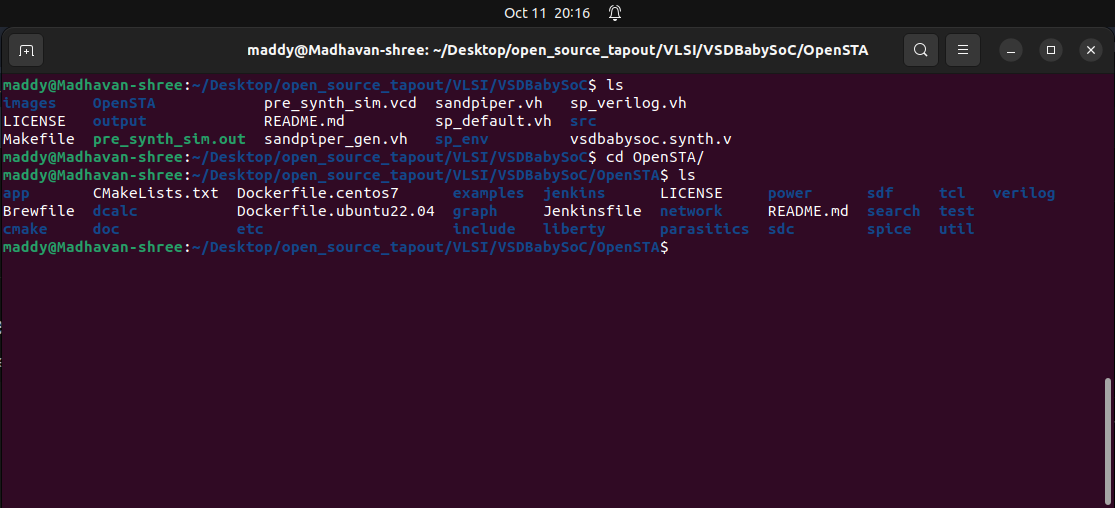 Oct 11 20:16
maddy@Madhavan-shree: ~/Desktop/open_source_tapout/VLSI/VSDBabySoC/OpenSTA
maddy@Madhavan-shree:~/Desktop/open_source_tapout/VLSI/VSDBabySoC$ ls
images OpenSTA pre_synth_sim.vcd sandpiper.vh sp_verilog.vh
LICENSE output README.md sp_default.vh src
Makefile pre_synth_sim.out sandpiper_gen.vh sp_env vsdbabysoc.synth.v
maddy@Madhavan-shree:~/Desktop/open_source_tapout/VLSI/VSDBabySoC$ cd OpenSTA/
maddy@Madhavan-shree:~/Desktop/open_source_tapout/VLSI/VSDBabySoC/OpenSTA$ ls
app CMakeLists.txt Dockerfile.centos7 examples jenkins LICENSE power sdf tcl verilog
Brewfile dcalc Dockerfile.ubuntu22.04 graph Jenkinsfile network README.md search test
cmake doc etc include liberty parasitics sdc spice util
maddy@Madhavan-shree:~/Desktop/open_source_tapout/VLSI/VSDBabySoC/OpenSTA$